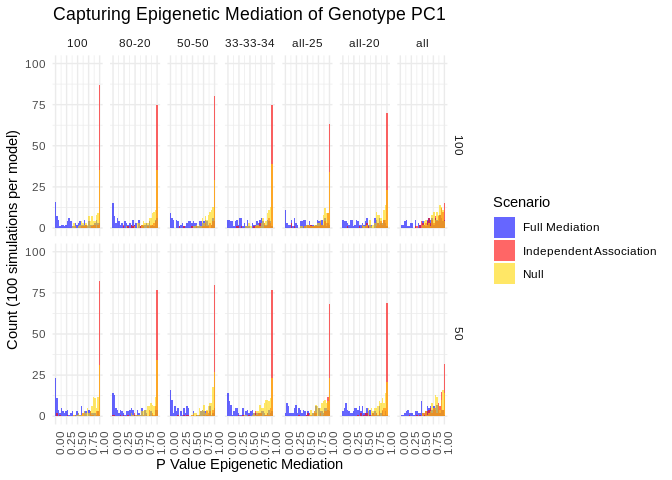 Capturing Epigenetic Mediation of Genotype PC1
100 80-20 50-50 33-33-34 all-25 all-20 all
100
75
50
25
0
100
Count (100 simulations per model)
100
75
50
25
0
50
0.00 0.25 0.50 0.75 1.00 0.00 0.25 0.50 0.75 1.00 0.00 0.25 0.50 0.75 1.00 0.00 0.25 0.50 0.75 1.00 0.00 0.25 0.50 0.75 1.00 0.00 0.25 0.50 0.75 1.00 0.00 0.25 0.50 0.75 1.00
P Value Epigenetic Mediation
Scenario
Full Mediation
Independent Association
Null